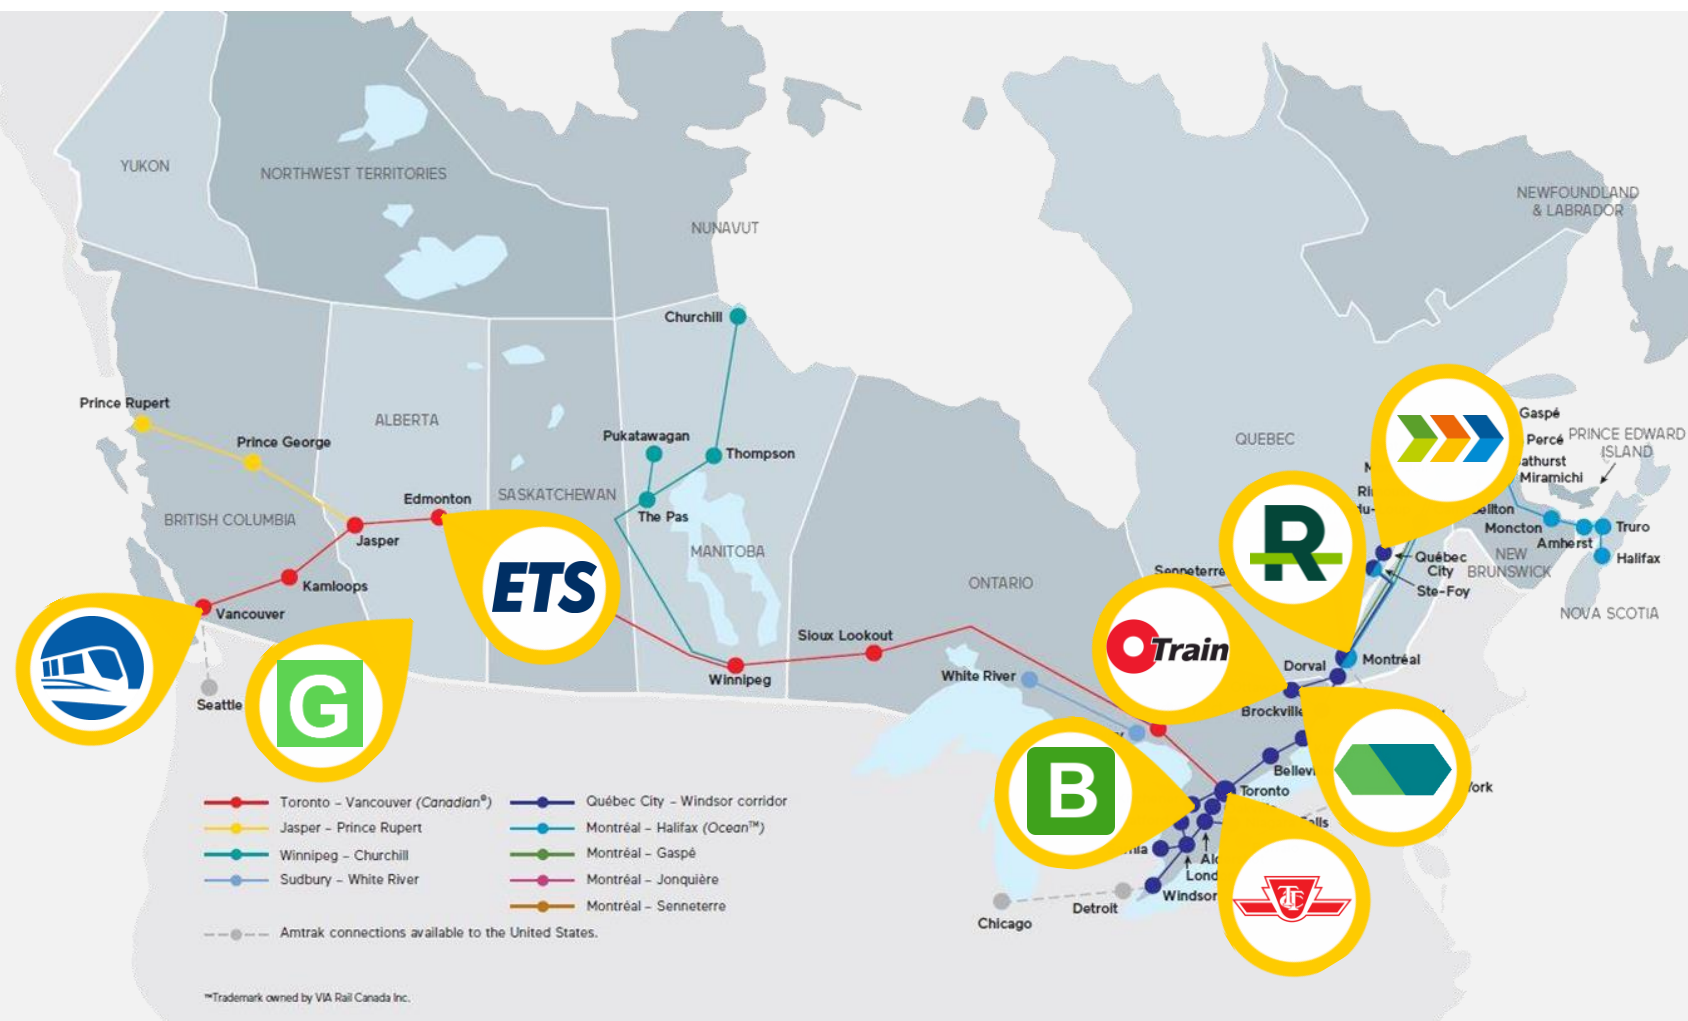 YUKON
NORTHWEST TERRITORIES
NUNAVUT
NEWFOUNDLAND
& LABRADOR
Churchill
Prince Rupert
ALBERTA
Prince George
Pukatawagan
Thompson
QUEBEC
Gaspé
Percé
PRINCE EDWARD
ISLAND
Miramichi
Edmonton
SASKATCHEWAN
The Pas
BRITISH COLUMBIA
Jasper
MANITOBA
Moncton
Truro
Amherst
Halifax
Québec
City
NEW
BRUNSWICK
Ste-Foy
NOVA SCOTIA
Kamloops
Vancouver
ETS
ONTARIO
Senneterre
R
Train
Sioux Lookout
Winnipeg
White River
Dorval
Montréal
Brockville
Seattle
G
B
Toronto
TTC
Windsor
Detroit
Chicago
Toronto – Vancouver (Canadian®)
Jasper – Prince Rupert
Winnipeg – Churchill
Sudbury – White River
Québec City – Windsor corridor
Montréal – Halifax (Ocean™)
Montréal – Gaspé
Montréal – Jonquière
Montréal – Senneterre
Amtrak connections available to the United States.
™Trademark owned by VIA Rail Canada Inc.